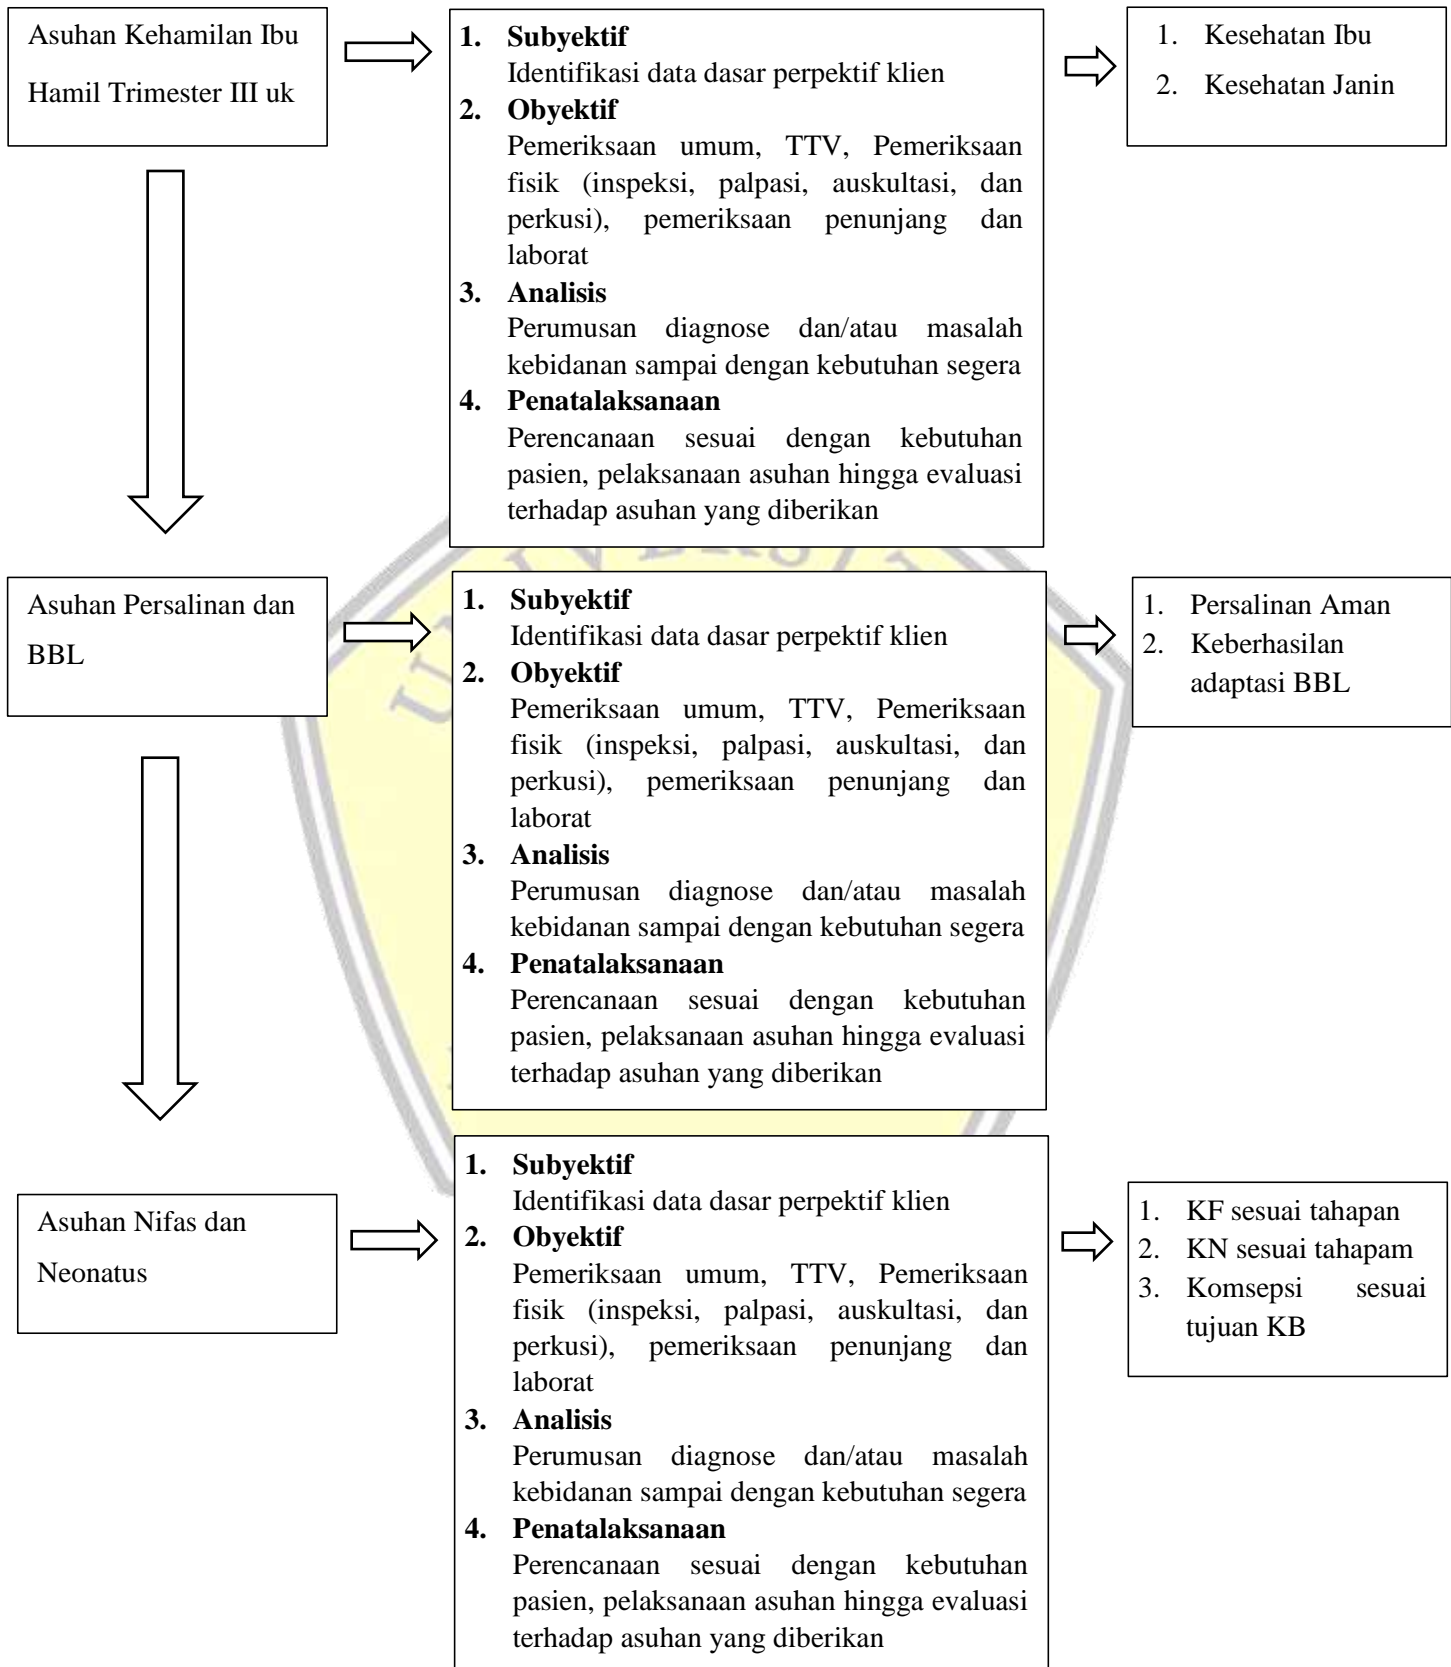 Asuhan Kehamilan Ibu
Hamil Trimester III uk
1. Subyektif
Identifikasi data dasar perpektif klien
2. Obyektif
Pemeriksaan umum, TTV, Pemeriksaan
fisik (inspeksi, palpasi, auskultasi, dan
perkusi), pemeriksaan penunjang dan
laborat
3. Analisis
Perumusan diagnose dan/atau masalah
kebidanan sampai dengan kebutuhan segera
4. Penatalaksanaan
Perencanaan sesuai dengan kebutuhan
pasien, pelaksanaan asuhan hingga evaluasi
terhadap asuhan yang diberikan
1. Kesehatan Ibu
2. Kesehatan Janin
Asuhan Persalinan dan
BBL
1. Subyektif
Identifikasi data dasar perpektif klien
2. Obyektif
Pemeriksaan umum, TTV, Pemeriksaan
fisik (inspeksi, palpasi, auskultasi, dan
perkusi), pemeriksaan penunjang dan
laborat
3. Analisis
Perumusan diagnose dan/atau masalah
kebidanan sampai dengan kebutuhan segera
4. Penatalaksanaan
Perencanaan sesuai dengan kebutuhan
pasien, pelaksanaan asuhan hingga evaluasi
terhadap asuhan yang diberikan
1. Persalinan Aman
2. Keberhasilan
adaptasi BBL
Asuhan Nifas dan
Neonatus
1. Subyektif
Identifikasi data dasar perpektif klien
2. Obyektif
Pemeriksaan umum, TTV, Pemeriksaan
fisik (inspeksi, palpasi, auskultasi, dan
perkusi), pemeriksaan penunjang dan
laborat
3. Analisis
Perumusan diagnose dan/atau masalah
kebidanan sampai dengan kebutuhan segera
4. Penatalaksanaan
Perencanaan sesuai dengan kebutuhan
pasien, pelaksanaan asuhan hingga evaluasi
terhadap asuhan yang diberikan
1. KF sesuai tahapan
2. KN sesuai tahapam
3. Komsepsi sesuai
tujuan KB